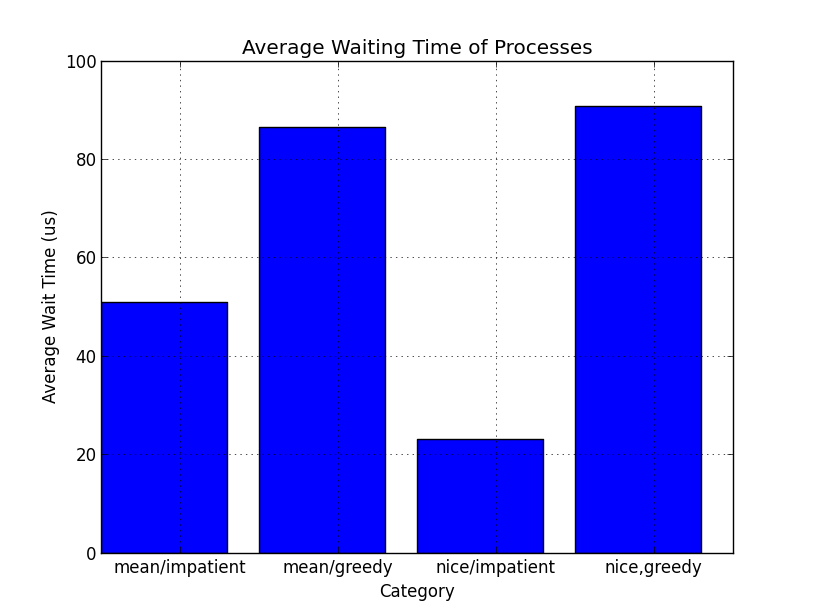 Average Waiting Time of Processes
100
80
60
40
20
0
Average Wait Time (us)
mean/impatient mean/greedy nice/impatient nice,greedy
Category